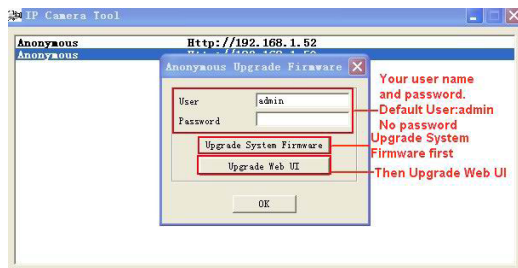 IP Camera Tool
Anonymous Http://192.168.1.52
Anonymous
Anonymous Upgrade Firmware
User admin
Password
Upgrade System Firmware
Upgrade Web UI
OK
Your user name
and password.
Default User:admin
No password
Upgrade System
Firmware first
Then Upgrade Web UI